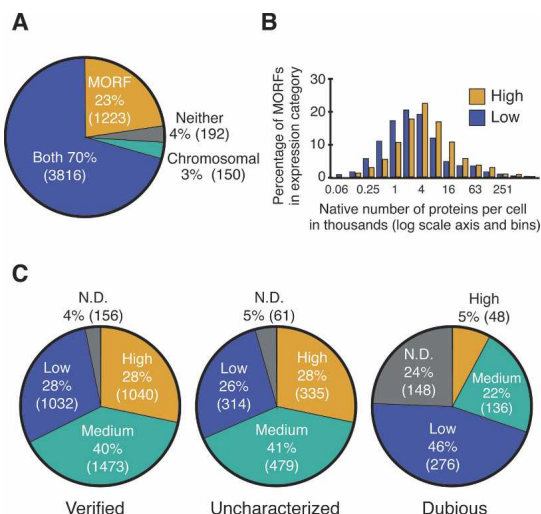 A
MORF
23%
(1223)
Neither
4% (192)
Chromosomal
3% (150)
Both 70%
(3816)
B
Percentage of MORFs
in expression category
30
20
10
0
High
Low
0.06 0.25 1 4 16 63 251
Native number of proteins per cell
in thousands (log scale axis and bins)
C
N.D.
4% (156)
High
28%
(1040)
Low
28%
(1032)
Medium
40%
(1473)
Verified
N.D.
5% (61)
High
28%
(335)
Low
26%
(314)
Medium
41%
(479)
Uncharacterized
High
5% (48)
N.D.
24%
(148)
Medium
22%
(136)
Low
46%
(276)
Dubious